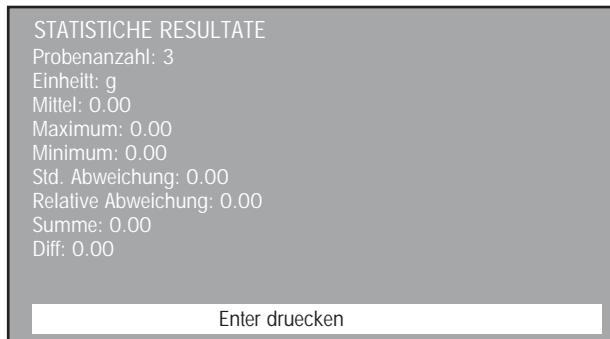 STATISTICHE RESULTATE
Probenanzahl: 3
Einheitt: g
Mittel: 0.00
Maximum: 0.00
Minimum: 0.00
Std. Abweichung: 0.00
Relative Abweichung: 0.00
Summe: 0.00
Diff: 0.00
Enter druecken